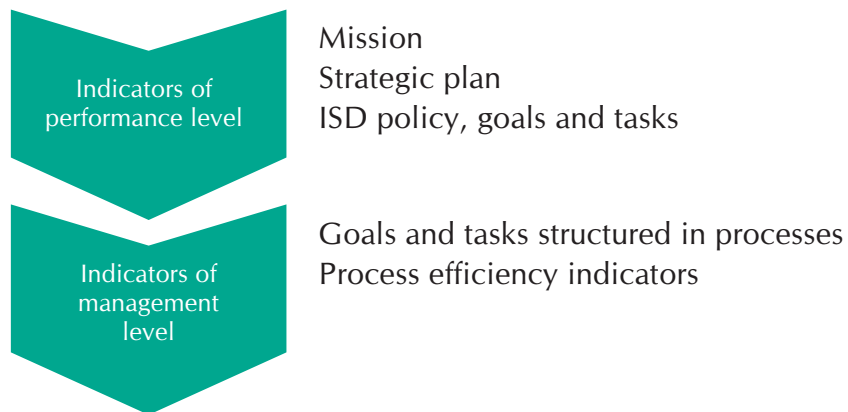 Indicators of
performance level
Mission
Strategic plan
ISD policy, goals and tasks
Indicators of
management
level
Goals and tasks structured in processes
Process efficiency indicators